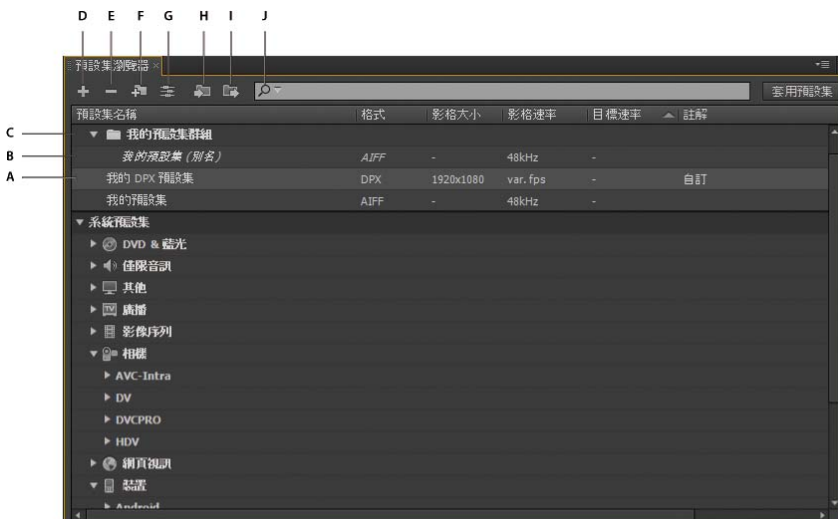 D E F G H I J
預設集瀏覽器 ×
套用預設集
預設集名稱 格式 影格大小 影格速率 目標速率 註解
C 我的預設集群組
B 我的預設集 (別名) AIFF - 48kHz -
A 我的 DPX 預設集 DPX 1920x1080 var. fps - 自訂
我的預設集 AIFF - 48kHz -
系統預設集
DVD & 藍光
僅限音訊
其他
廣播
影像序列
相機
AVC-Intra
DV
DVCPRO
HDV
網頁視訊
裝置
Android